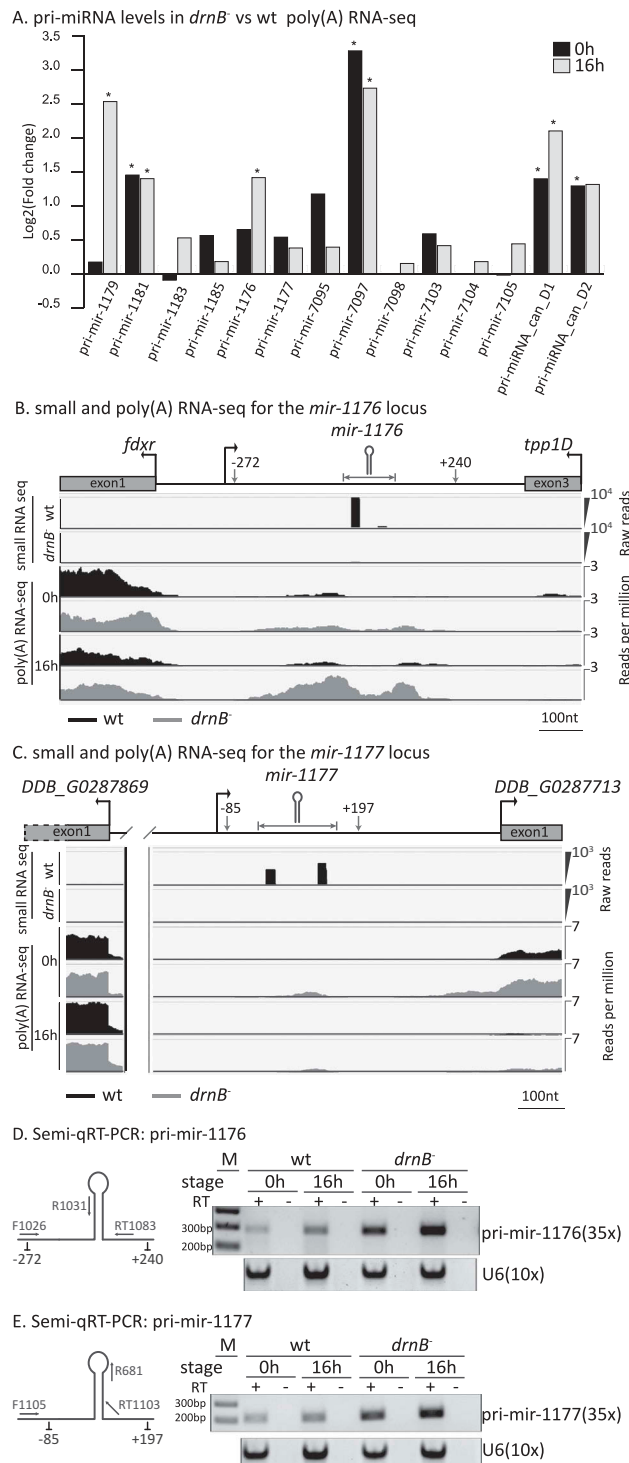 A. pri-miRNA levels in drnB- vs wt poly(A) RNA-seq
3.5
3.0
2.5
2.0
1.5
1.0
0.5
0.0
-0.5
Log2(Fold change)
0h
16h
* * * * * * * * *
pri-mir-1179
pri-mir-1181
pri-mir-1183
pri-mir-1185
pri-mir-1176
pri-mir-1177
pri-mir-7095
pri-mir-7097
pri-mir-7098
pri-mir-7103
pri-mir-7104
pri-mir-7105
pri-miRNA_can_D1
pri-miRNA_can_D2
B. small and poly(A) RNA-seq for the mir-1176 locus
mir-1176
fdxr
tpp1D
-272
+240
exon1
exon3
small RNA seq
wt
drnB-
10⁴
10⁴
Raw reads
poly(A) RNA-seq
0h
16h
3
3
3
3
Reads per million
wt
drnB-
100nt
C. small and poly(A) RNA-seq for the mir-1177 locus
mir-1177
DDB_G0287869
DDB_G0287713
-85
+197
exon1
exon1
small RNA seq
wt
drnB-
10³
10³
Raw reads
poly(A) RNA-seq
0h
16h
7
7
7
7
Reads per million
wt
drnB-
100nt
D. Semi-qRT-PCR: pri-mir-1176
M wt drnB-
stage 0h 16h 0h 16h
RT + - + - + - + -
R1031
F1026
RT1083
-272
+240
300bp
200bp
pri-mir-1176(35x)
U6(10x)
E. Semi-qRT-PCR: pri-mir-1177
M wt drnB-
stage 0h 16h 0h 16h
RT + - + - + - + -
R681
F1105
RT1103
-85
+197
300bp
200bp
pri-mir-1177(35x)
U6(10x)